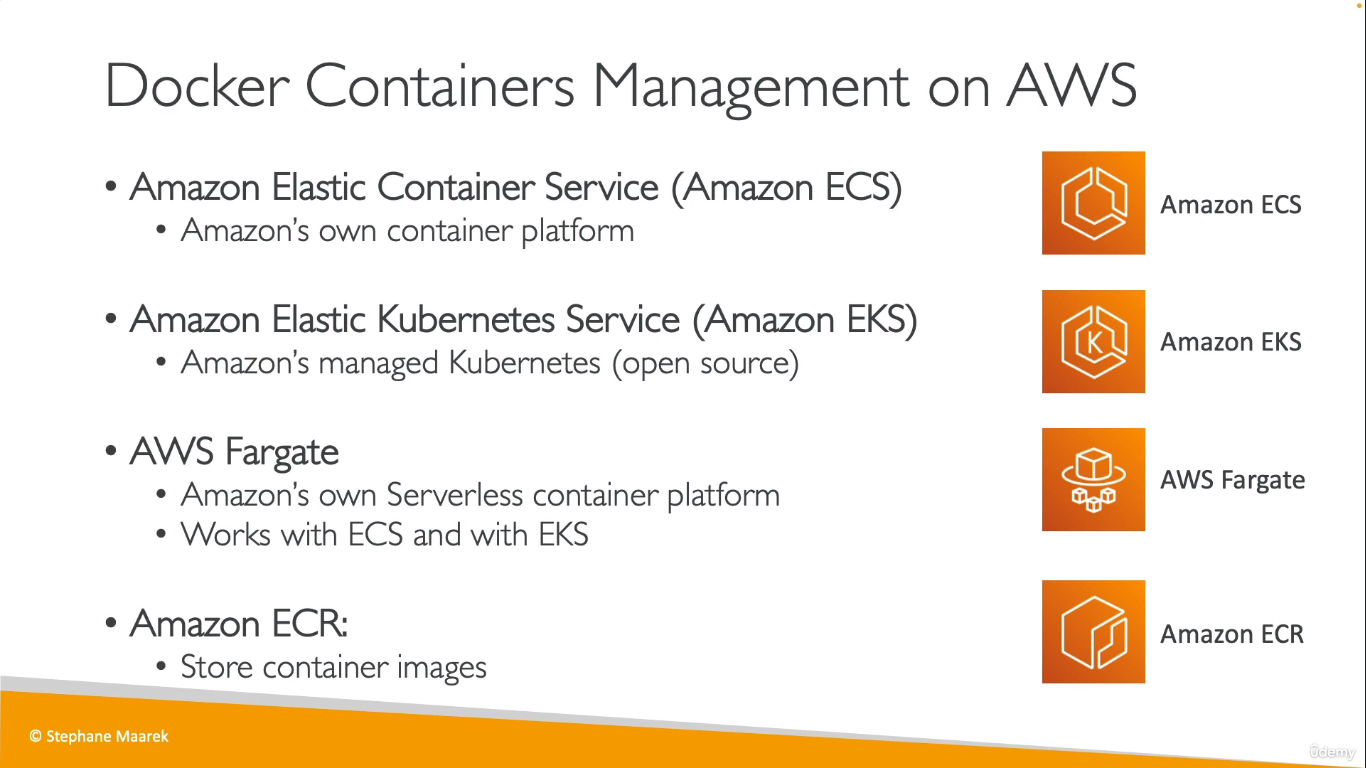 Docker Containers Management on AWS
• Amazon Elastic Container Service (Amazon ECS)
• Amazon's own container platform
Amazon ECS
• Amazon Elastic Kubernetes Service (Amazon EKS)
• Amazon's managed Kubernetes (open source)
K
Amazon EKS
• AWS Fargate
• Amazon's own Serverless container platform
• Works with ECS and with EKS
AWS Fargate
• Amazon ECR:
• Store container images
Amazon ECR
© Stephane Maarek
ûdemy